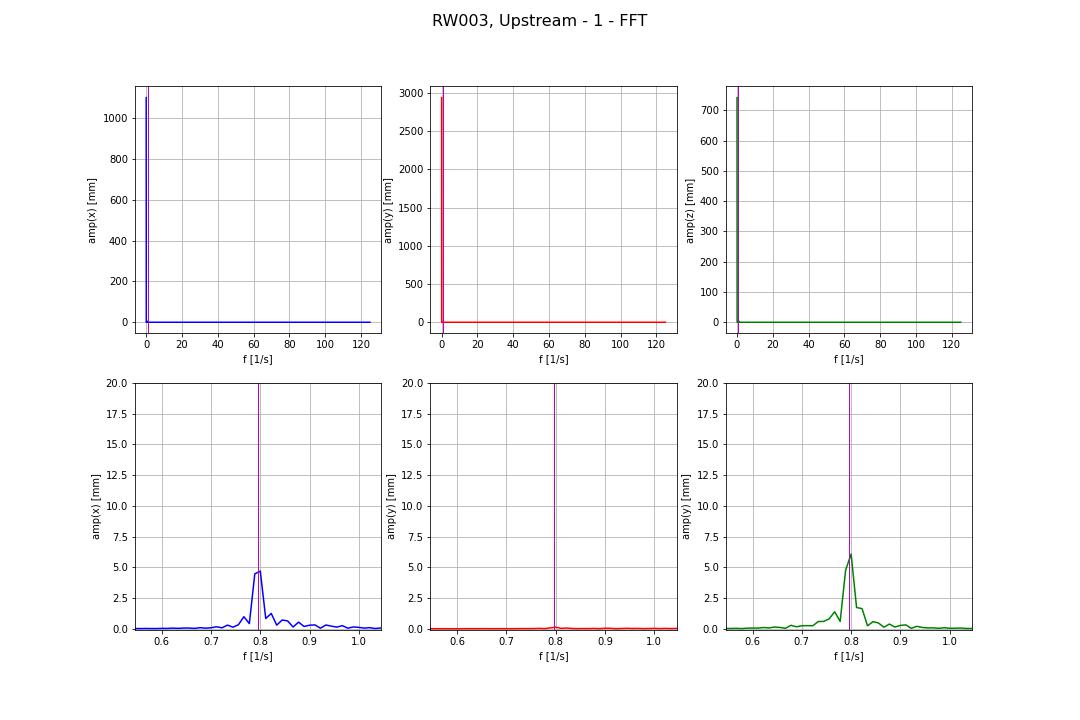 RW003, Upstream - 1 - FFT
amp(x) [mm]
1000
800
600
400
200
0
0 20 40 60 80 100 120
f [1/s]
amp(y) [mm]
3000
2500
2000
1500
1000
500
0
0 20 40 60 80 100 120
f [1/s]
amp(z) [mm]
700
600
500
400
300
200
100
0
0 20 40 60 80 100 120
f [1/s]
amp(x) [mm]
20.0
17.5
15.0
12.5
10.0
7.5
5.0
2.5
0.0
0.6 0.7 0.8 0.9 1.0
f [1/s]
amp(y) [mm]
20.0
17.5
15.0
12.5
10.0
7.5
5.0
2.5
0.0
0.6 0.7 0.8 0.9 1.0
f [1/s]
amp(y) [mm]
20.0
17.5
15.0
12.5
10.0
7.5
5.0
2.5
0.0
0.6 0.7 0.8 0.9 1.0
f [1/s]